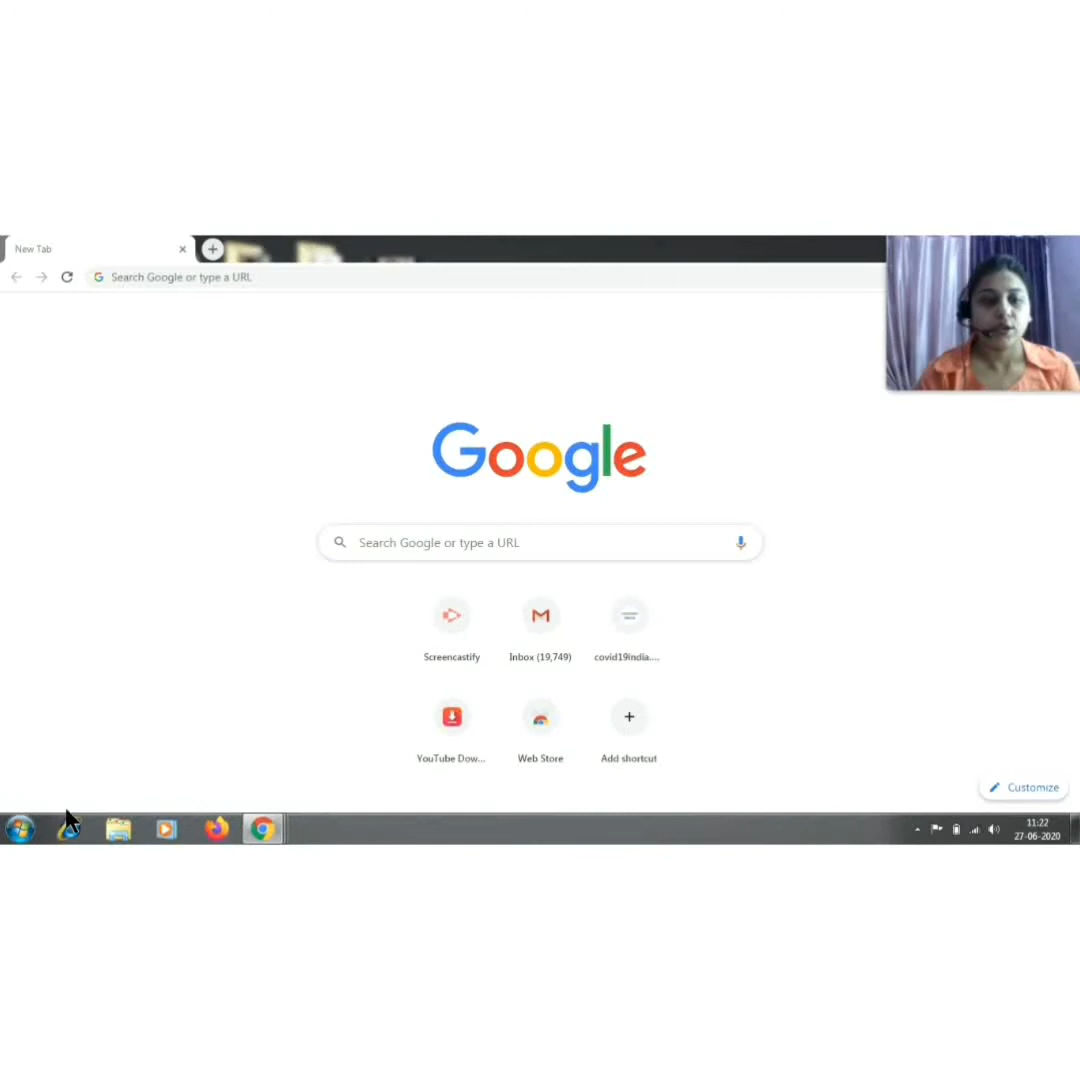 New Tab
Search Google or type a URL
Google
Search Google or type a URL
Screencastify
Inbox (19,749)
covid19india....
YouTube Dow...
Web Store
Add shortcut
Customize
11:22
27-06-2020